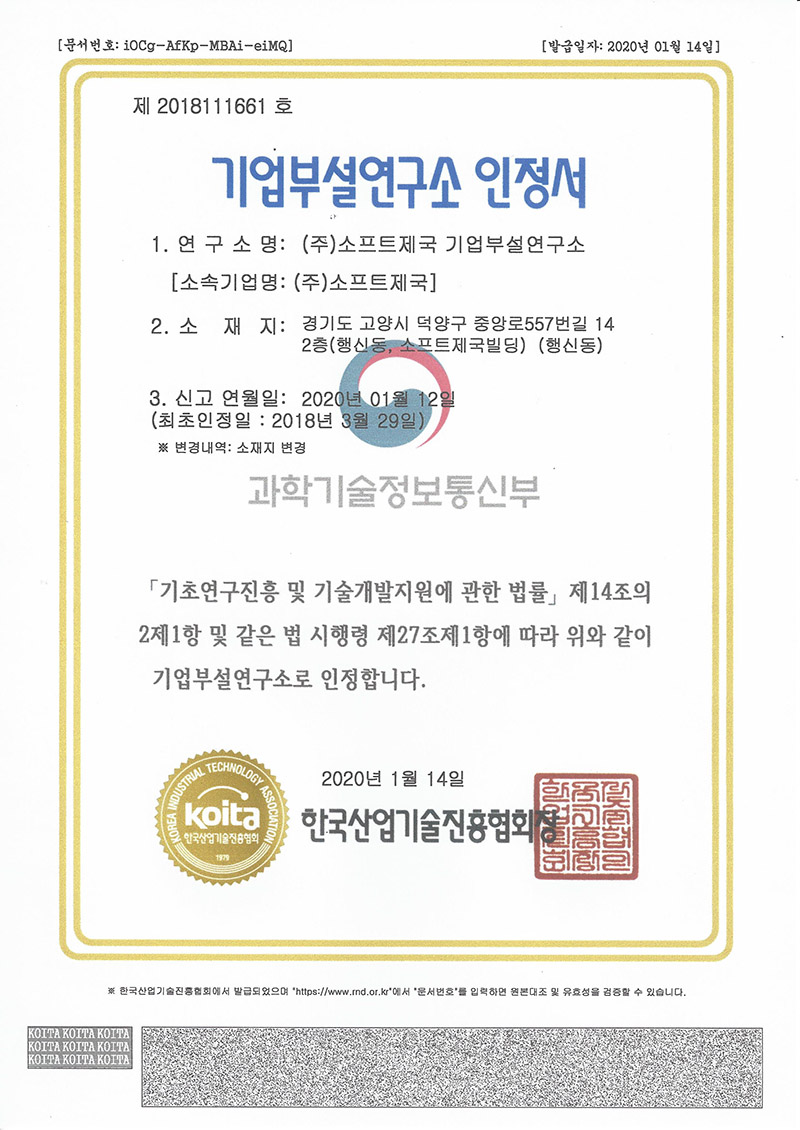 [문서번호: iOCg-AfKp-MBAi-eiMQ]
[발급일자: 2020년 01월 14일]
제 2018111661 호
기업부설연구소 인정서
1. 연 구 소 명: (주)소프트제국 기업부설연구소
[소속기업명: (주)소프트제국]
2. 소 재 지: 경기도 고양시 덕양구 중앙로557번길 14
2층(행신동, 소프트제국빌딩) (행신동)
3. 신고 연월일: 2020년 01월 12일
(최초인정일 : 2018년 3월 29일)
※ 변경내역: 소재지 변경
과학기술정보통신부
「기초연구진흥 및 기술개발지원에 관한 법률」 제14조의
2제1항 및 같은 법 시행령 제27조제1항에 따라 위와 같이
기업부설연구소로 인정합니다.
2020년 1월 14일
한국산업기술진흥협회장
KOREA INDUSTRIAL TECHNOLOGY ASSOCIATION
koita
한국산업기술진흥협회
1979
※ 한국산업기술진흥협회에서 발급되었으며 "https://www.rnd.or.kr"에서 "문서번호"를 입력하면 원본대조 및 유효성을 검증할 수 있습니다.
KOITA KOITA KOITA
KOITA KOITA KOITA
KOITA KOITA KOITA